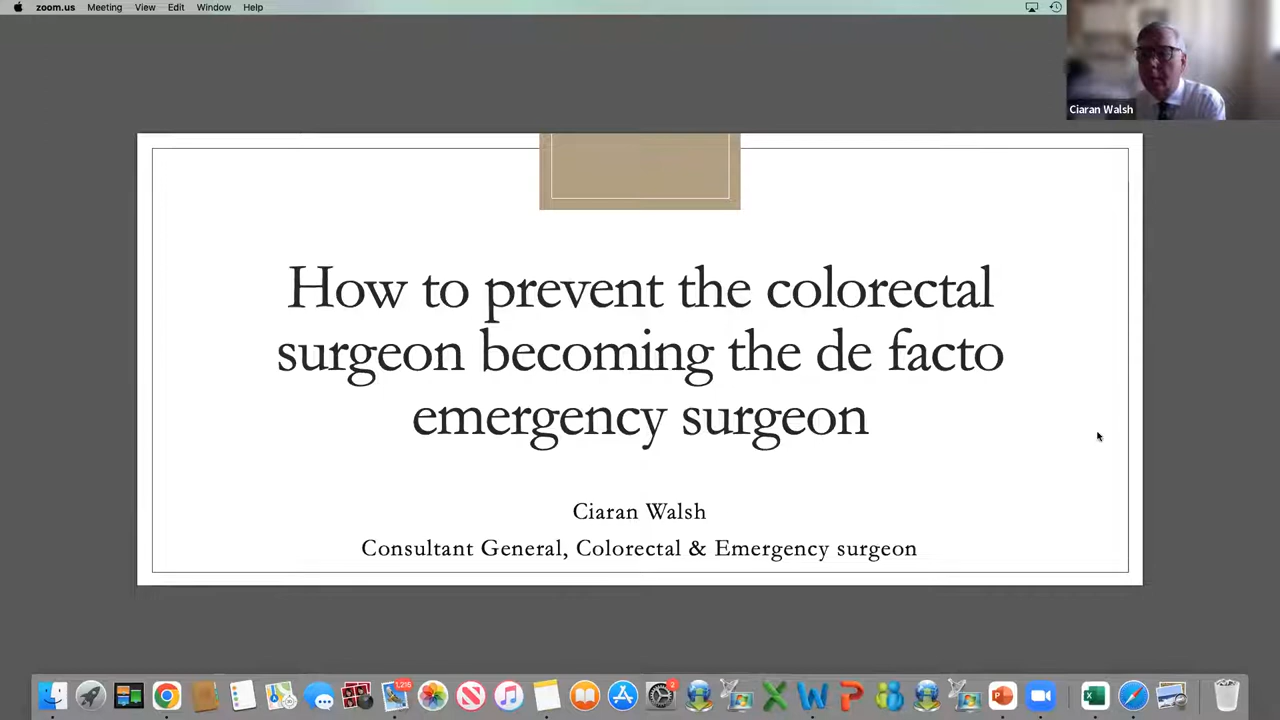 zoom.us Meeting View Edit Window Help
Ciaran Walsh
How to prevent the colorectal
surgeon becoming the de facto
emergency surgeon
Ciaran Walsh
Consultant General, Colorectal & Emergency surgeon